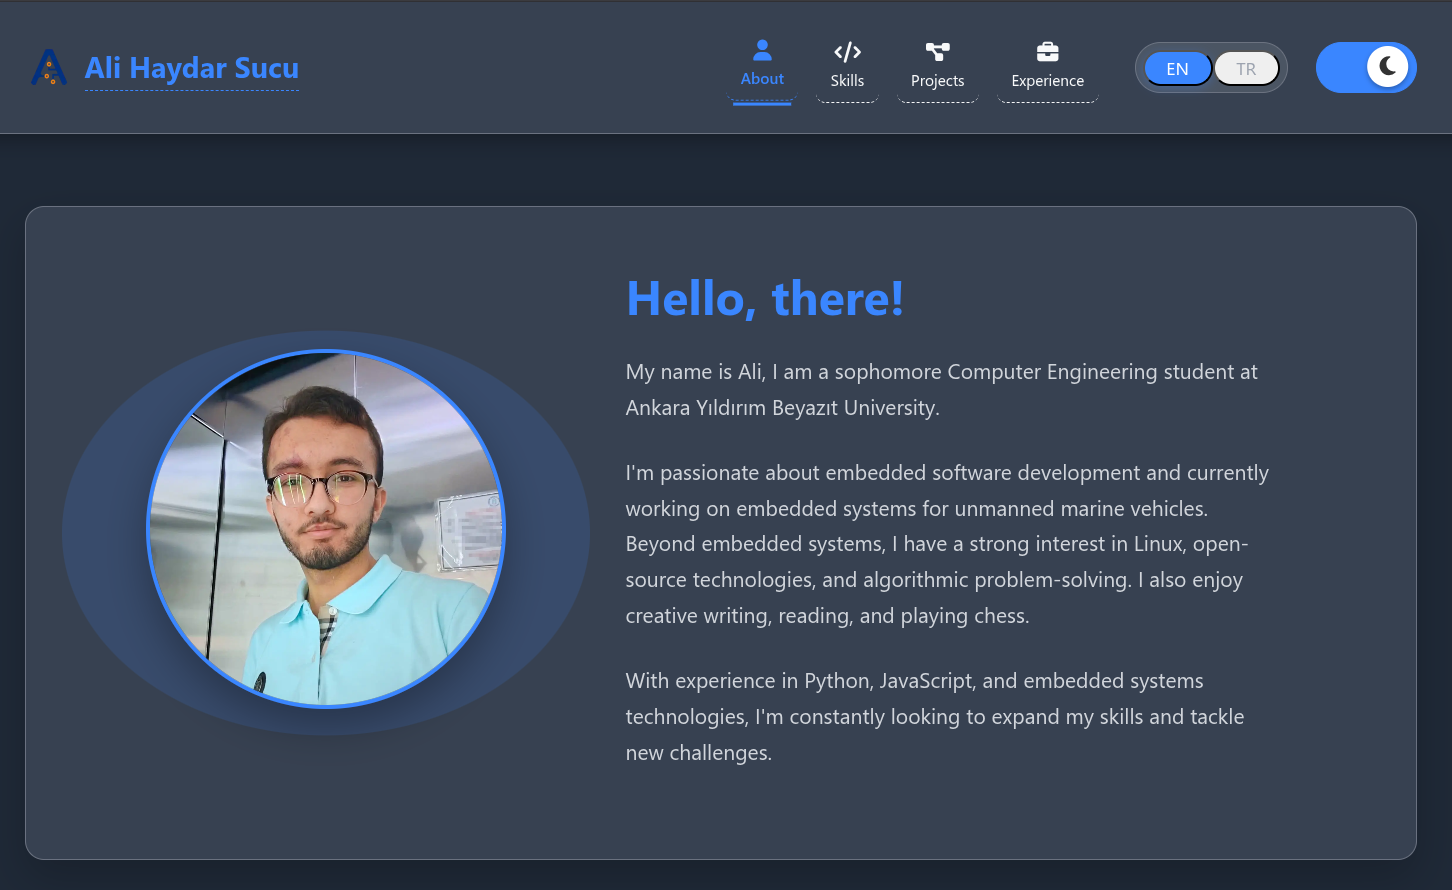 Ali Haydar Sucu
About
Skills
Projects
Experience
EN
TR
Hello, there!
My name is Ali, I am a sophomore Computer Engineering student at
Ankara Yıldırım Beyazıt University.
I'm passionate about embedded software development and currently
working on embedded systems for unmanned marine vehicles.
Beyond embedded systems, I have a strong interest in Linux, open-
source technologies, and algorithmic problem-solving. I also enjoy
creative writing, reading, and playing chess.
With experience in Python, JavaScript, and embedded systems
technologies, I'm constantly looking to expand my skills and tackle
new challenges.